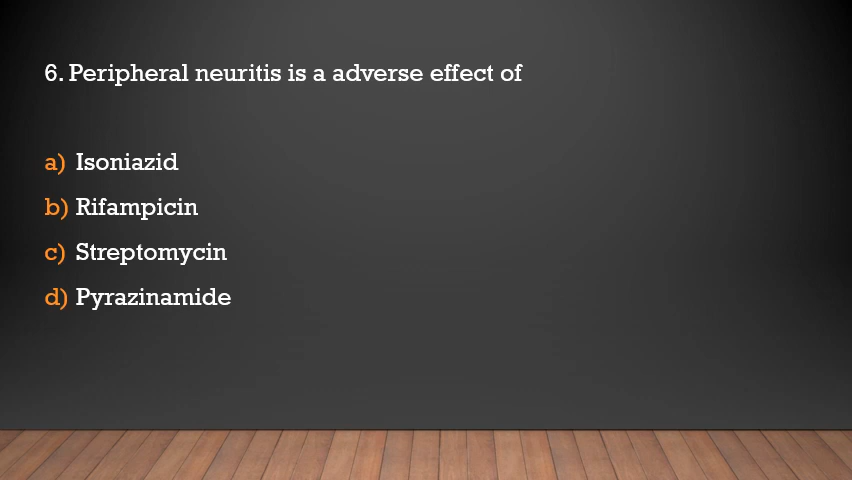 6. Peripheral neuritis is a adverse effect of
a) Isoniazid
b) Rifampicin
c) Streptomycin
d) Pyrazinamide